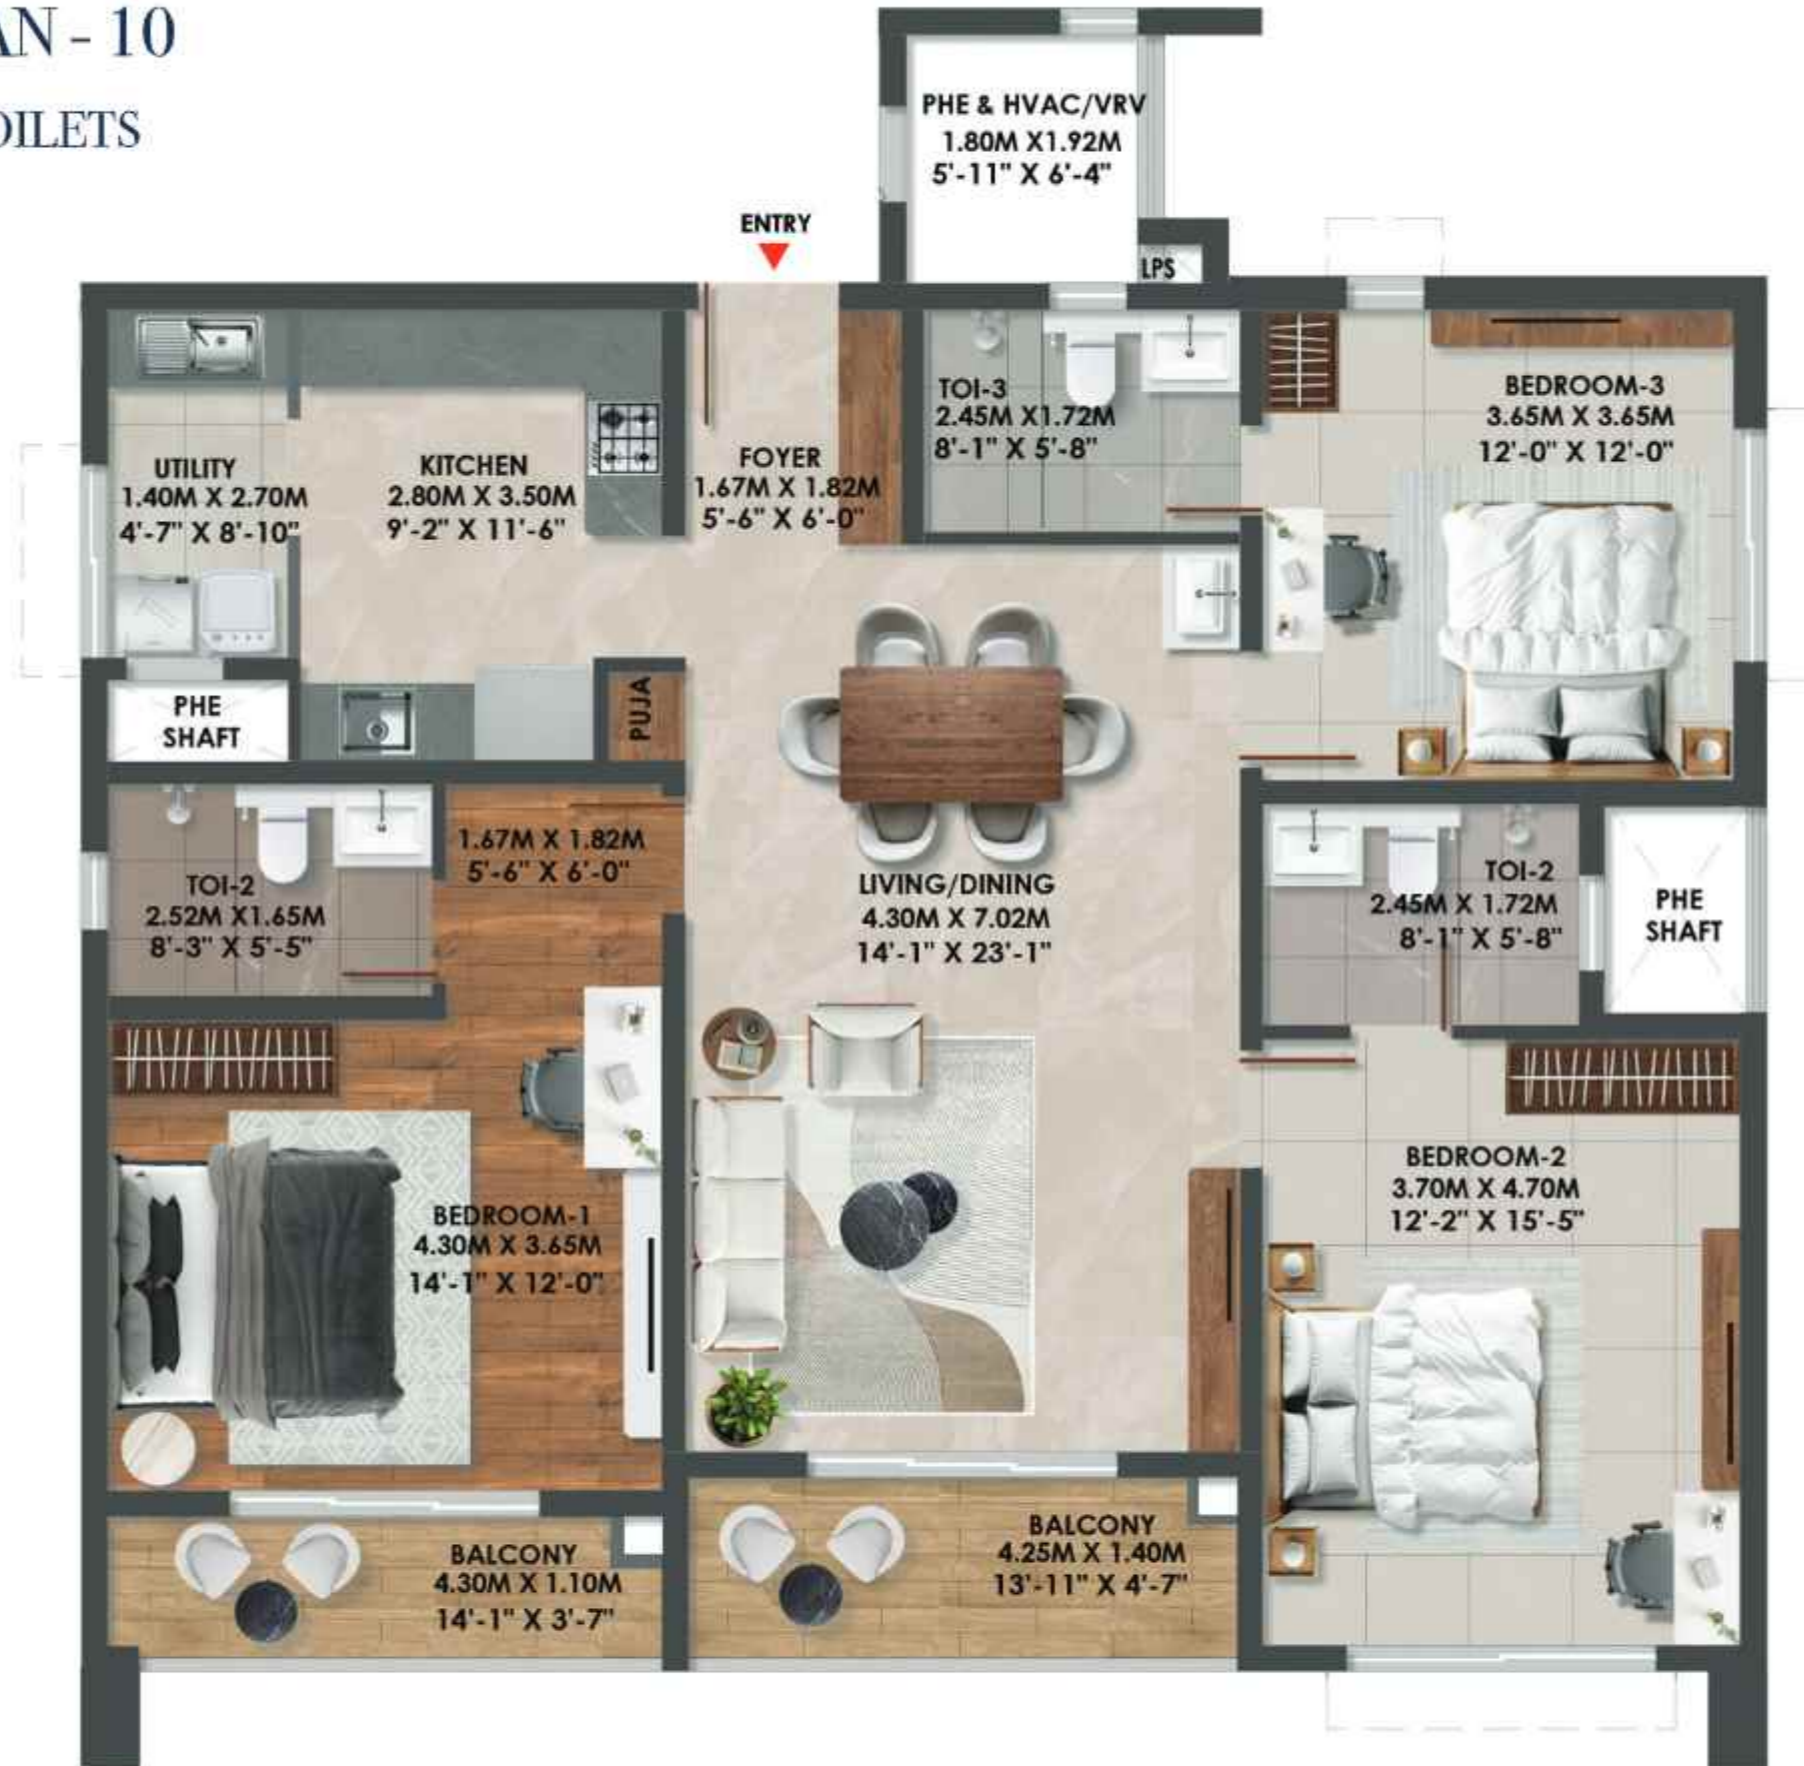 AN - 10
OILETS
PHE & HVAC/VRV
1.80M X1.92M
5'-11" X 6'-4"
ENTRY
LPS
UTILITY
1.40M X 2.70M
4'-7" X 8'-10"
KITCHEN
2.80M X 3.50M
9'-2" X 11'-6"
FOYER
1.67M X 1.82M
5'-6" X 6'-0"
TOI-3
2.45M X1.72M
8'-1" X 5'-8"
BEDROOM-3
3.65M X 3.65M
12'-0" X 12'-0"
PHE
SHAFT
PUJA
TOI-2
2.52M X1.65M
8'-3" X 5'-5"
1.67M X 1.82M
5'-6" X 6'-0"
LIVING/DINING
4.30M X 7.02M
14'-1" X 23'-1"
TOI-2
2.45M X 1.72M
8'-1" X 5'-8"
PHE
SHAFT
BEDROOM-1
4.30M X 3.65M
14'-1" X 12'-0"
BEDROOM-2
3.70M X 4.70M
12'-2" X 15'-5"
BALCONY
4.30M X 1.10M
14'-1" X 3'-7"
BALCONY
4.25M X 1.40M
13'-11" X 4'-7"